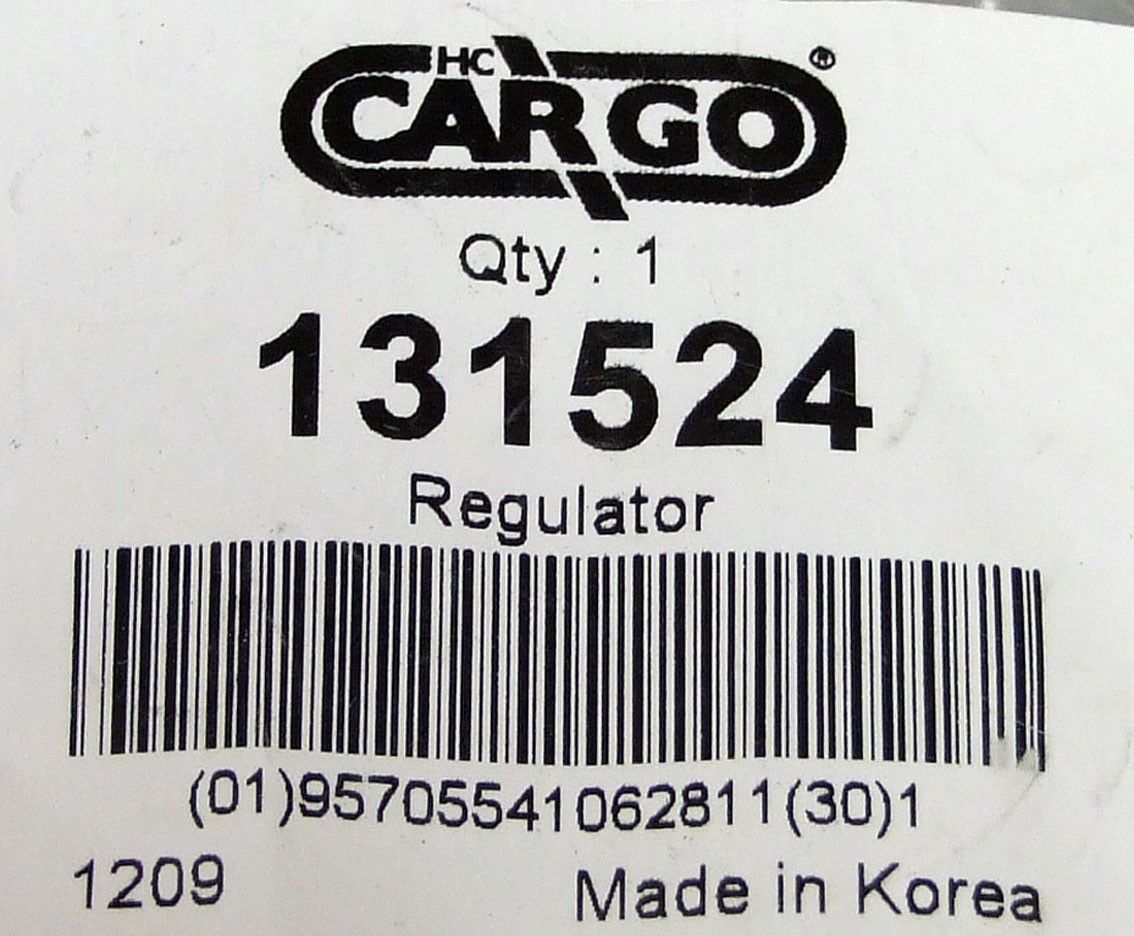 HC
CARGO®
Qty : 1
131524
Regulator
(01)95705541062811(30)1
1209
Made in Korea